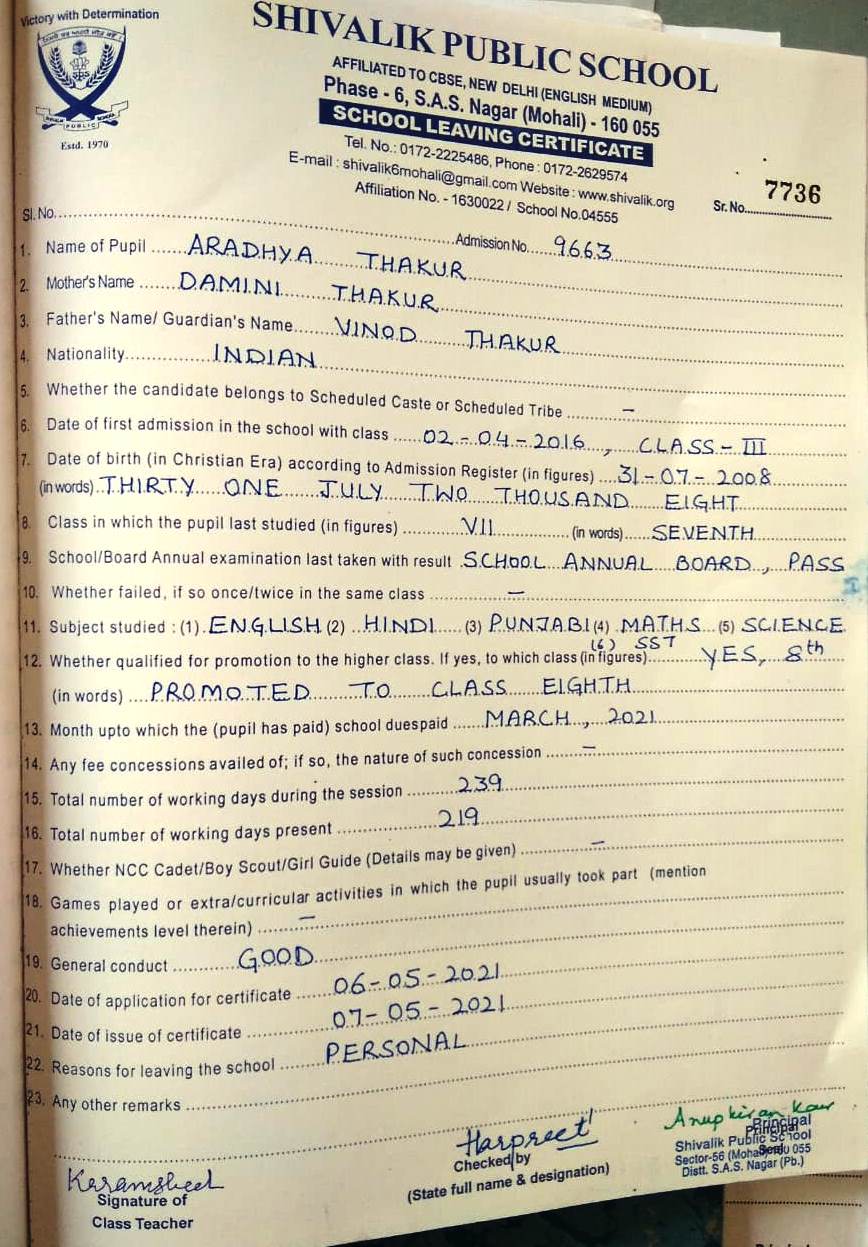 Victory with Determination
SHIVALIK PUBLIC SCHOOL
AFFILIATED TO CBSE, NEW DELHI (ENGLISH MEDIUM)
Phase - 6, S.A.S. Nagar (Mohali) - 160 055
SCHOOL LEAVING CERTIFICATE
Estd. 1970
Tel. No.: 0172-2225486, Phone : 0172-2629574
E-mail : shivalik6mohali@gmail.com Website : www.shivalik.org
Affiliation No. - 1630022 / School No.04555
Sr. No. 7736
Sl. No. Admission No. 9663
1. Name of Pupil ARADHYA THAKUR
2. Mother's Name DAMINI THAKUR
3. Father's Name/ Guardian's Name VINOD THAKUR
4. Nationality INDIAN
5. Whether the candidate belongs to Scheduled Caste or Scheduled Tribe –
6. Date of first admission in the school with class 02-04-2016, CLASS-III
7. Date of birth (in Christian Era) according to Admission Register (in figures) 31-07-2008
(in words) THIRTY ONE JULY TWO THOUSAND EIGHT
8. Class in which the pupil last studied (in figures) VII (in words) SEVENTH
9. School/Board Annual examination last taken with result SCHOOL ANNUAL BOARD, PASS
10. Whether failed, if so once/twice in the same class –
11. Subject studied : (1) ENGLISH (2) HINDI (3) PUNJABI (4) MATHS (5) SCIENCE
(6) SST
12. Whether qualified for promotion to the higher class. If yes, to which class (in figures) YES, 8th
(in words) PROMOTED TO CLASS EIGHTH
13. Month upto which the (pupil has paid) school duespaid MARCH, 2021
14. Any fee concessions availed of; if so, the nature of such concession –
15. Total number of working days during the session 239
16. Total number of working days present 219
17. Whether NCC Cadet/Boy Scout/Girl Guide (Details may be given) –
18. Games played or extra/curricular activities in which the pupil usually took part (mention
achievements level therein) –
19. General conduct GOOD
20. Date of application for certificate 06-05-2021
21. Date of issue of certificate 07-05-2021
22. Reasons for leaving the school PERSONAL
23. Any other remarks
Anupkiran Kaur
Harpreet
Principal
Shivalik Public School
Checked by
Distt. S.A.S. Nagar (Pb.)
(State full name & designation)
Signature of
Class Teacher